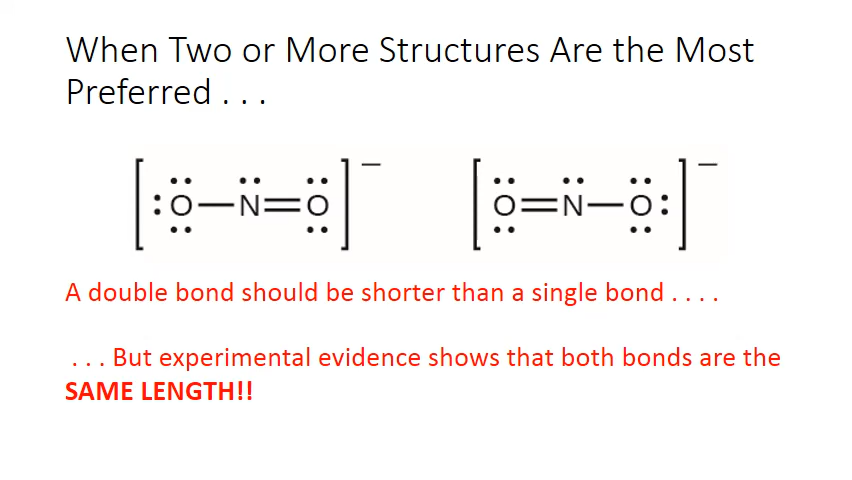 When Two or More Structures Are the Most
Preferred . . .
[:O—N=O]⁻ [O=N—O:]⁻
A double bond should be shorter than a single bond . . . .
. . . But experimental evidence shows that both bonds are the
SAME LENGTH!!